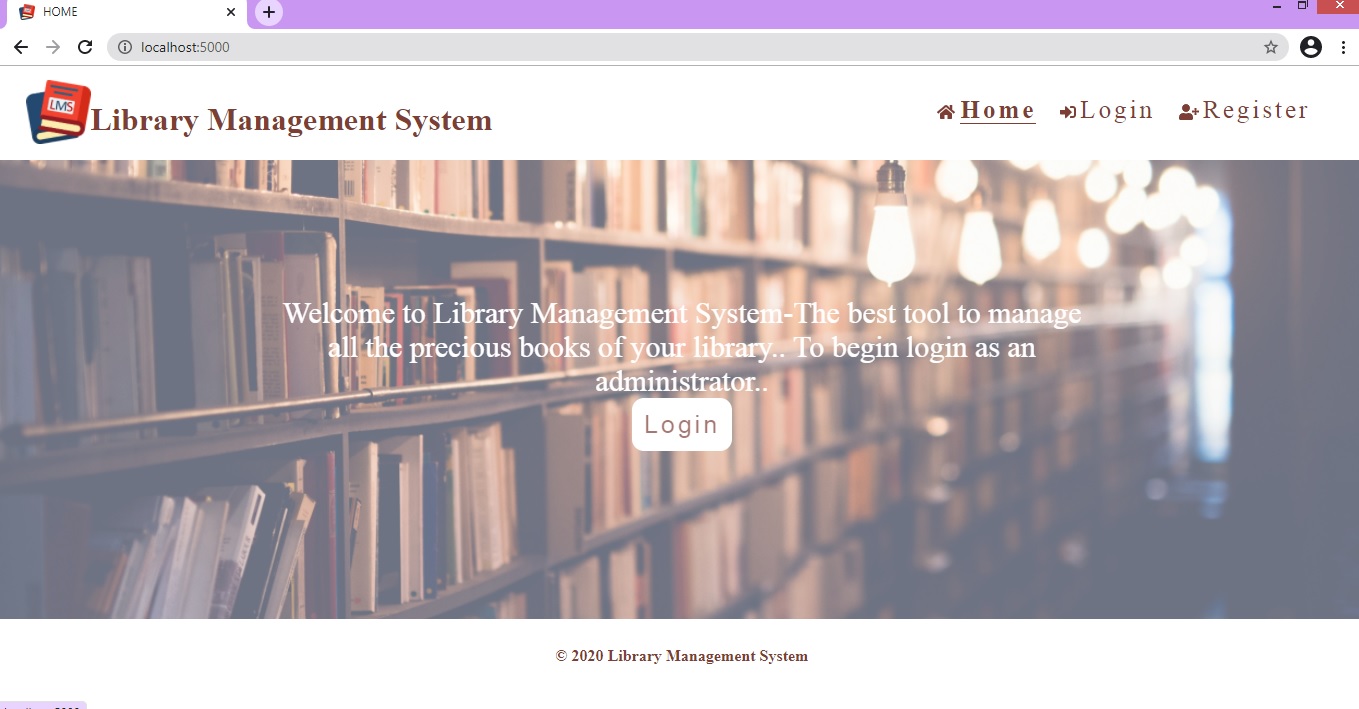 HOME
localhost:5000
LMS
Library Management System
Home
Login
Register
Welcome to Library Management System-The best tool to manage
all the precious books of your library.. To begin login as an
administrator..
Login
© 2020 Library Management System